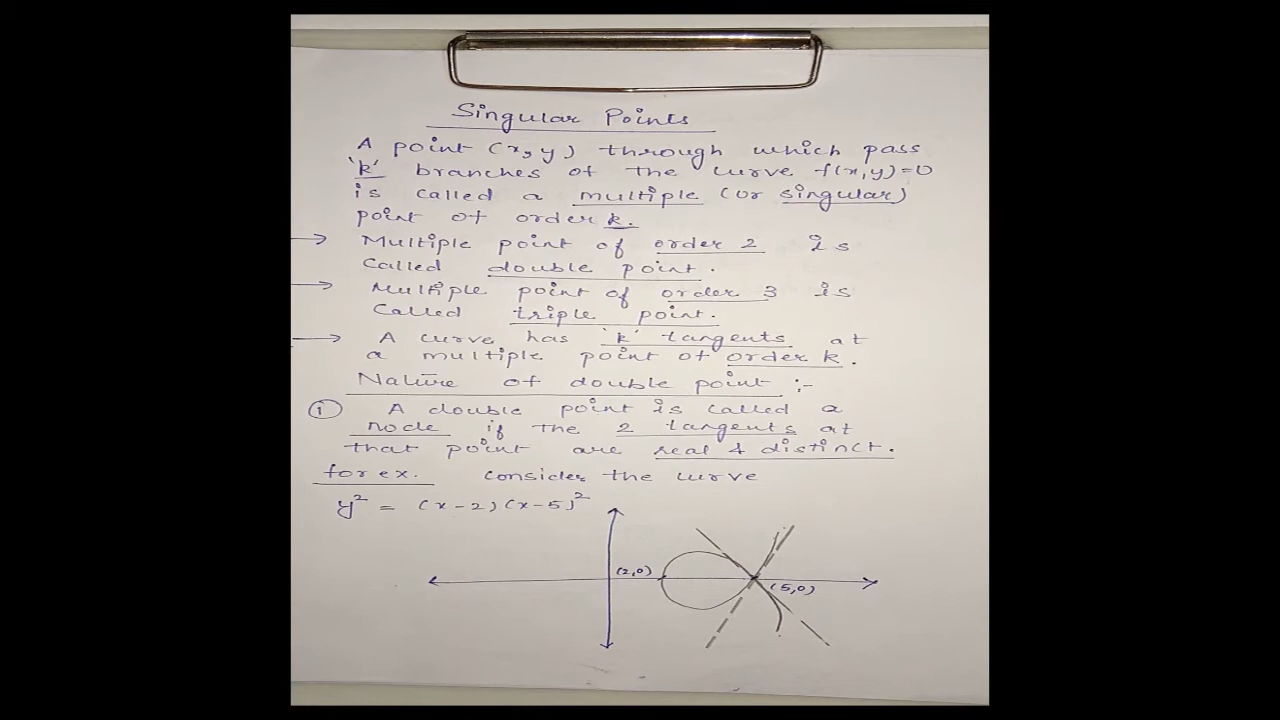 Singular Points
A point (x, y) through which pass
'k' branches of the curve f(x, y) = 0
is called a multiple (or singular)
point of order k.
→ Multiple point of order 2 is
called double point.
→ Multiple point of order 3 is
called triple point.
→ A curve has 'k' tangents at
a multiple point of order k.
Nature of double point :-
(i) A double point is called a
node if the 2 tangents at
that point are real & distinct.
for ex. consider the curve
y² = (x-2)(x-5)²
(2,0)
(5,0)